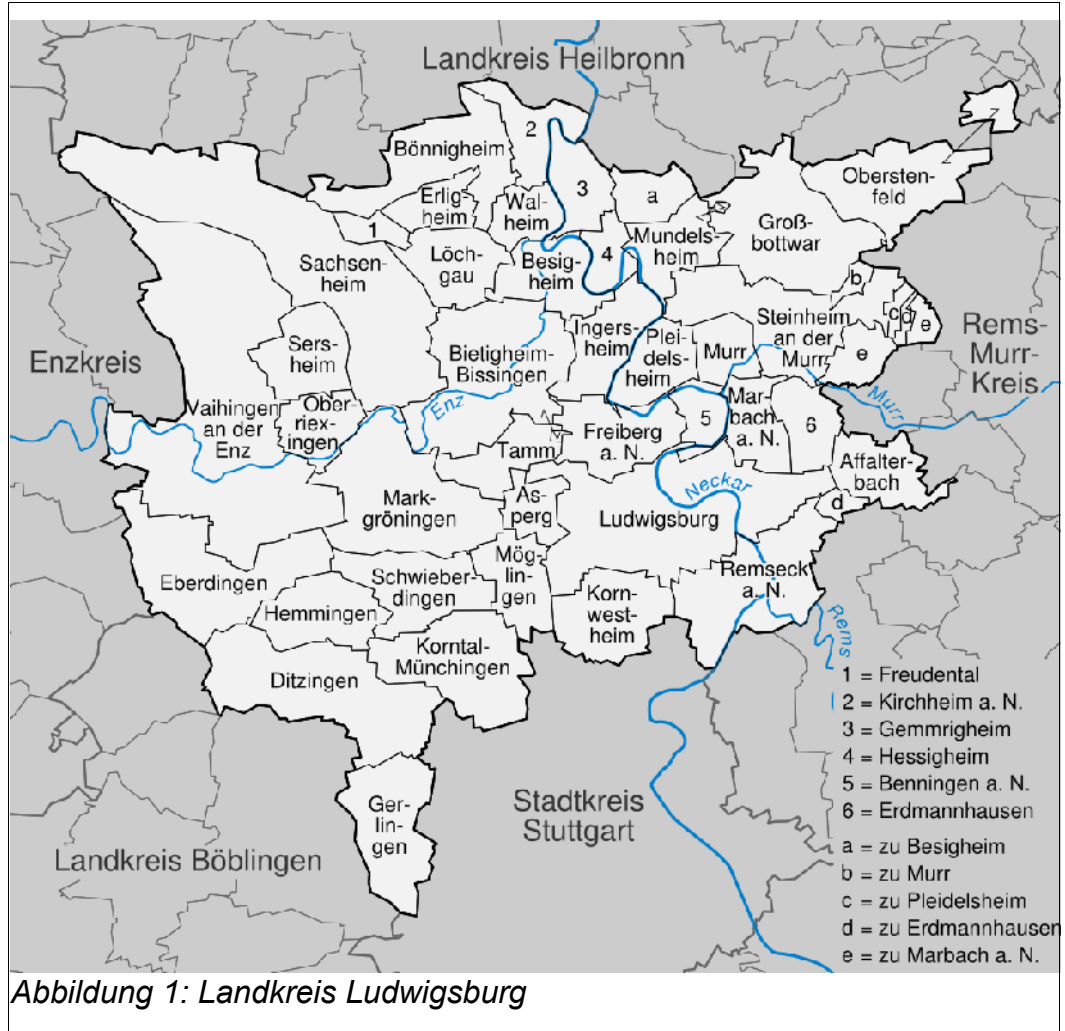 Landkreis Heilbronn
2
Bönnigheim
Obersten-
feld
Erlig-
heim
Wal-
heim
3
a
Groß-
bottwar
1
Löch-
gau
Besig-
heim
4
Mundels-
heim
Sachsen-
heim
b
c
d
e
Steinheim
an der
Murr
e
Rems-
Murr-
Kreis
Enzkreis
Sers-
heim
Bietigheim-
Bissingen
Ingers-
heim
Plei-
dels-
heim
Murr
Murr
Vaihingen
an der
Enz
Ober-
riex-
ingen
Enz
Tamm
Freiberg
a. N.
5
Mar-
bach
a. N.
6
Affalter-
bach
Mark-
gröningen
As-
perg
Ludwigsburg
Neckar
d
Eberdingen
Schwieber-
dingen
Mög-
lin-
gen
Remseck
a. N.
Hemmingen
Korn-
west-
heim
Rems
Ditzingen
Korntal-
Münchingen
Ger-
lin-
gen
Stadtkreis
Stuttgart
Landkreis Böblingen
1 = Freudental
2 = Kirchheim a. N.
3 = Gemmrigheim
4 = Hessigheim
5 = Benningen a. N.
6 = Erdmannhausen
a = zu Besigheim
b = zu Murr
c = zu Pleidelsheim
d = zu Erdmannhausen
e = zu Marbach a. N.
Abbildung 1: Landkreis Ludwigsburg